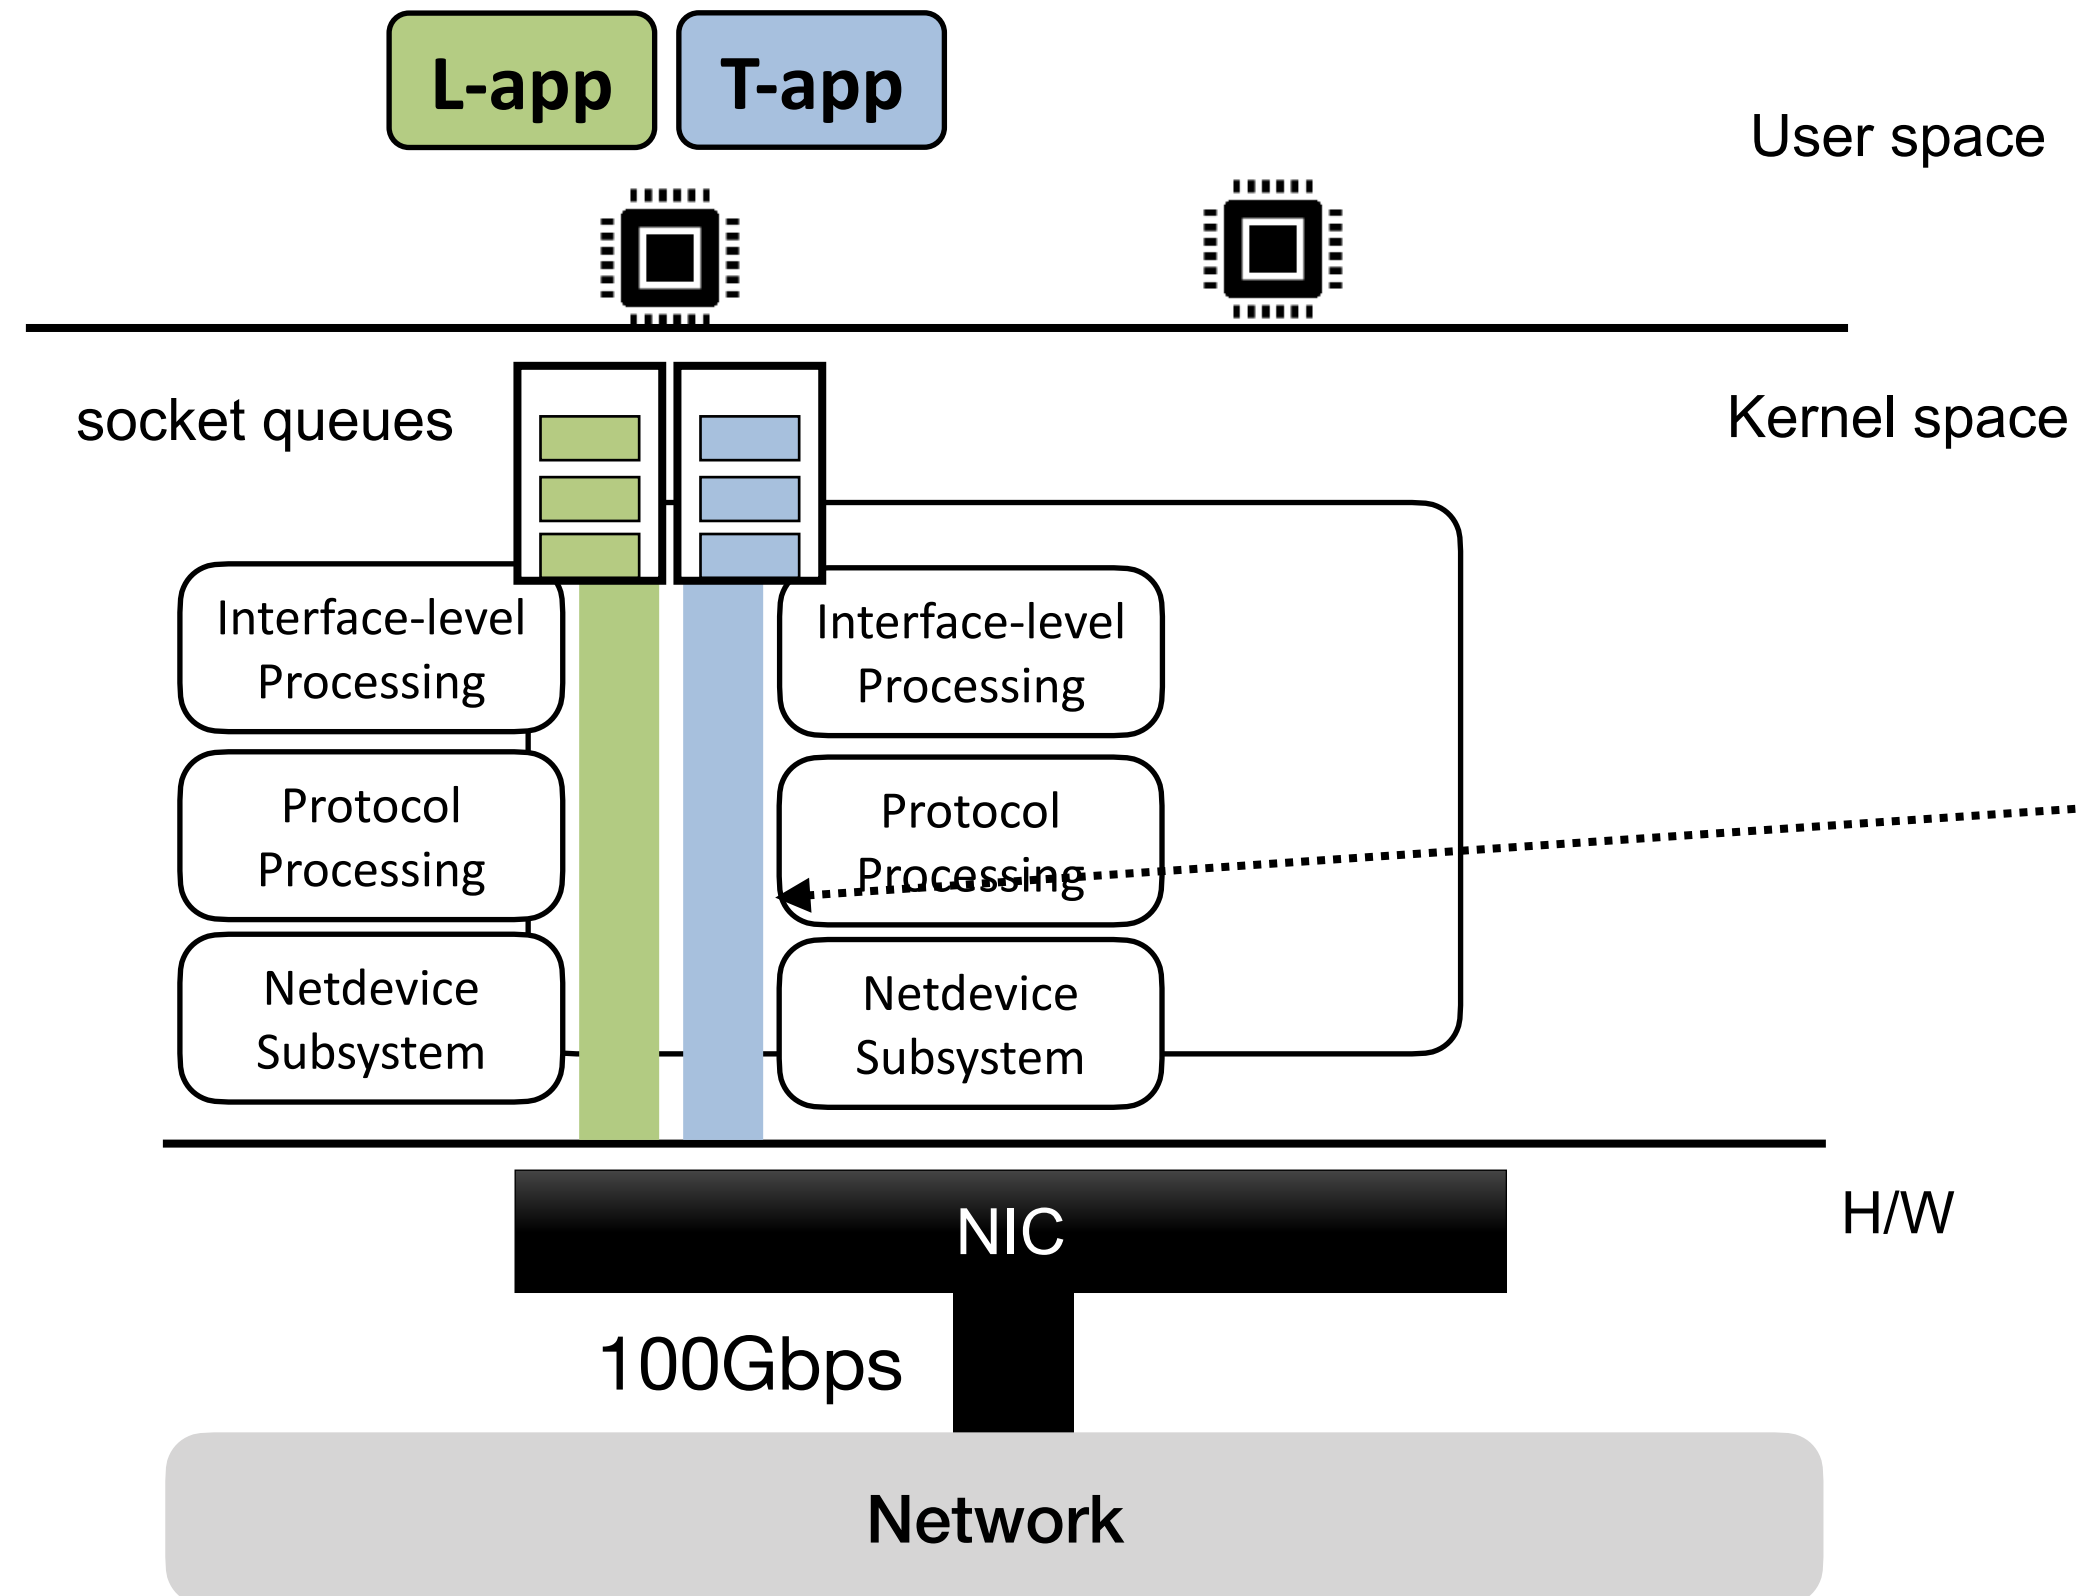 L-app
T-app
User space
socket queues
Kernel space
Interface-level
Processing
Interface-level
Processing
Protocol
Processing
Protocol
Processing
Netdevice
Subsystem
Netdevice
Subsystem
NIC
H/W
100Gbps
Network